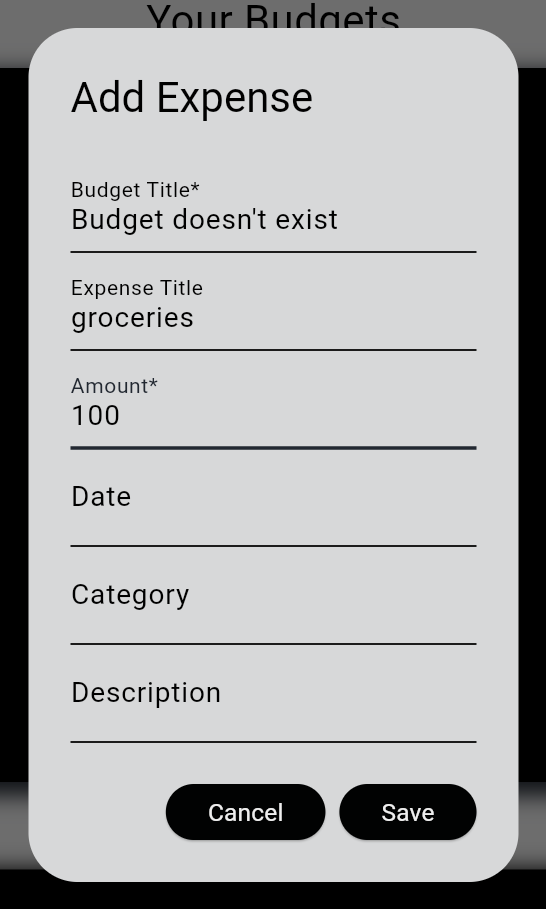 Your Budgets
Add Expense
Budget Title*
Budget doesn't exist
Expense Title
groceries
Amount*
100
Date
Category
Description
Cancel
Save